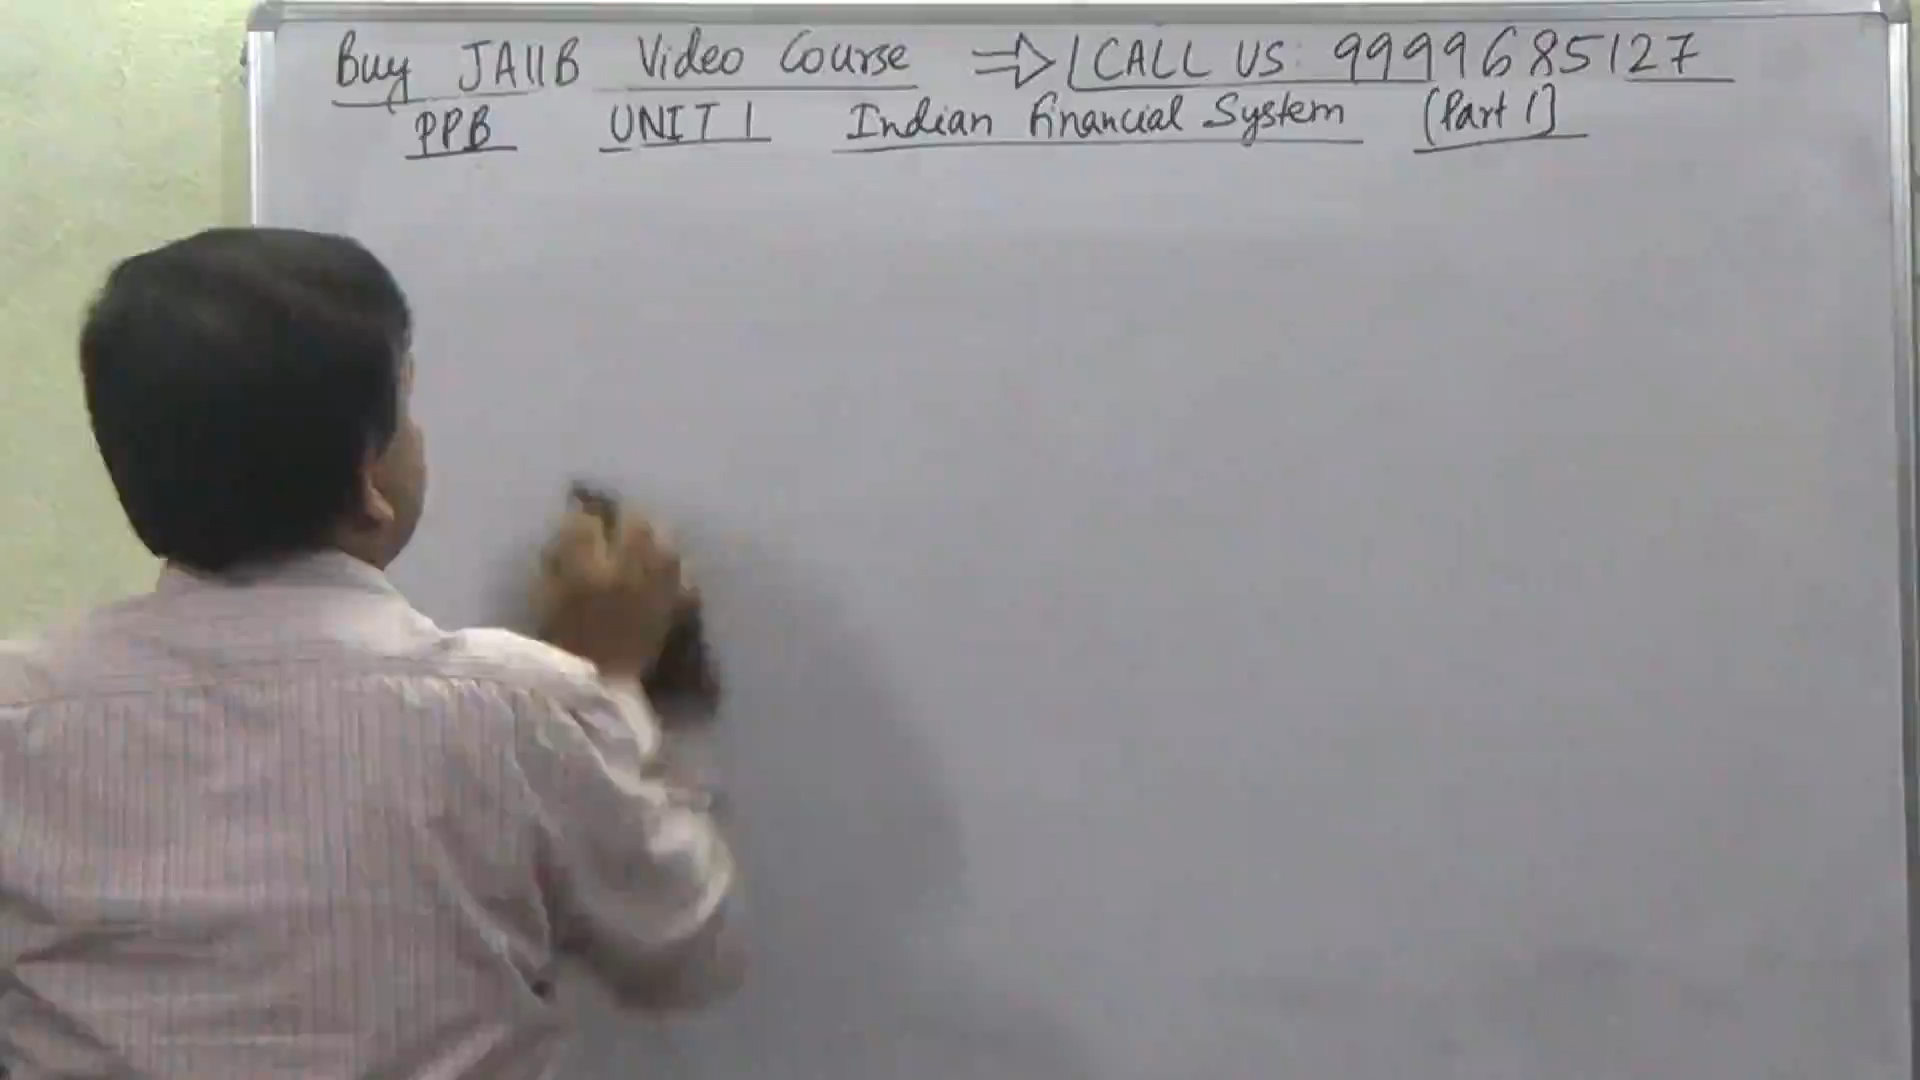 Buy JAIIB Video Course ⇒ CALL US: 9999685127
PPB UNIT 1 Indian Financial System (Part 1)